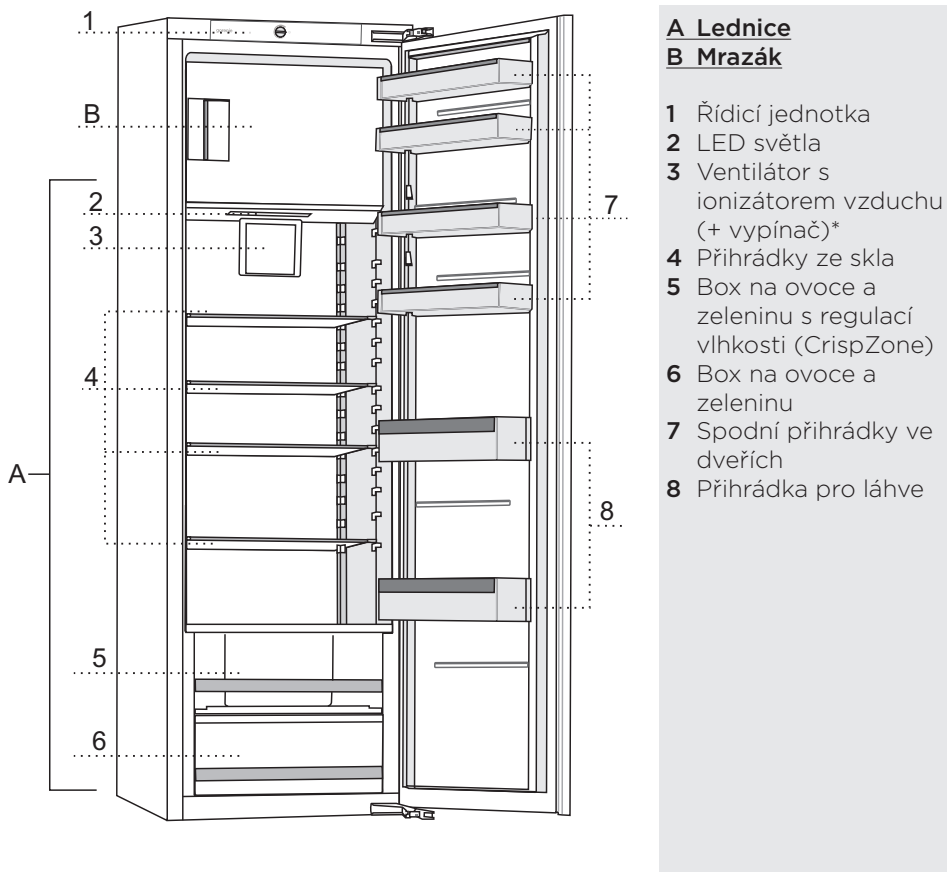 1
B
2
3
4
A
5
6
7
8
A Lednice
B Mrazák
1 Řídicí jednotka
2 LED světla
3 Ventilátor s
ionizátorem vzduchu
(+ vypínač)*
4 Přihrádky ze skla
5 Box na ovoce a
zeleninu s regulací
vlhkosti (CrispZone)
6 Box na ovoce a
zeleninu
7 Spodní přihrádky ve
dveřích
8 Přihrádka pro láhve